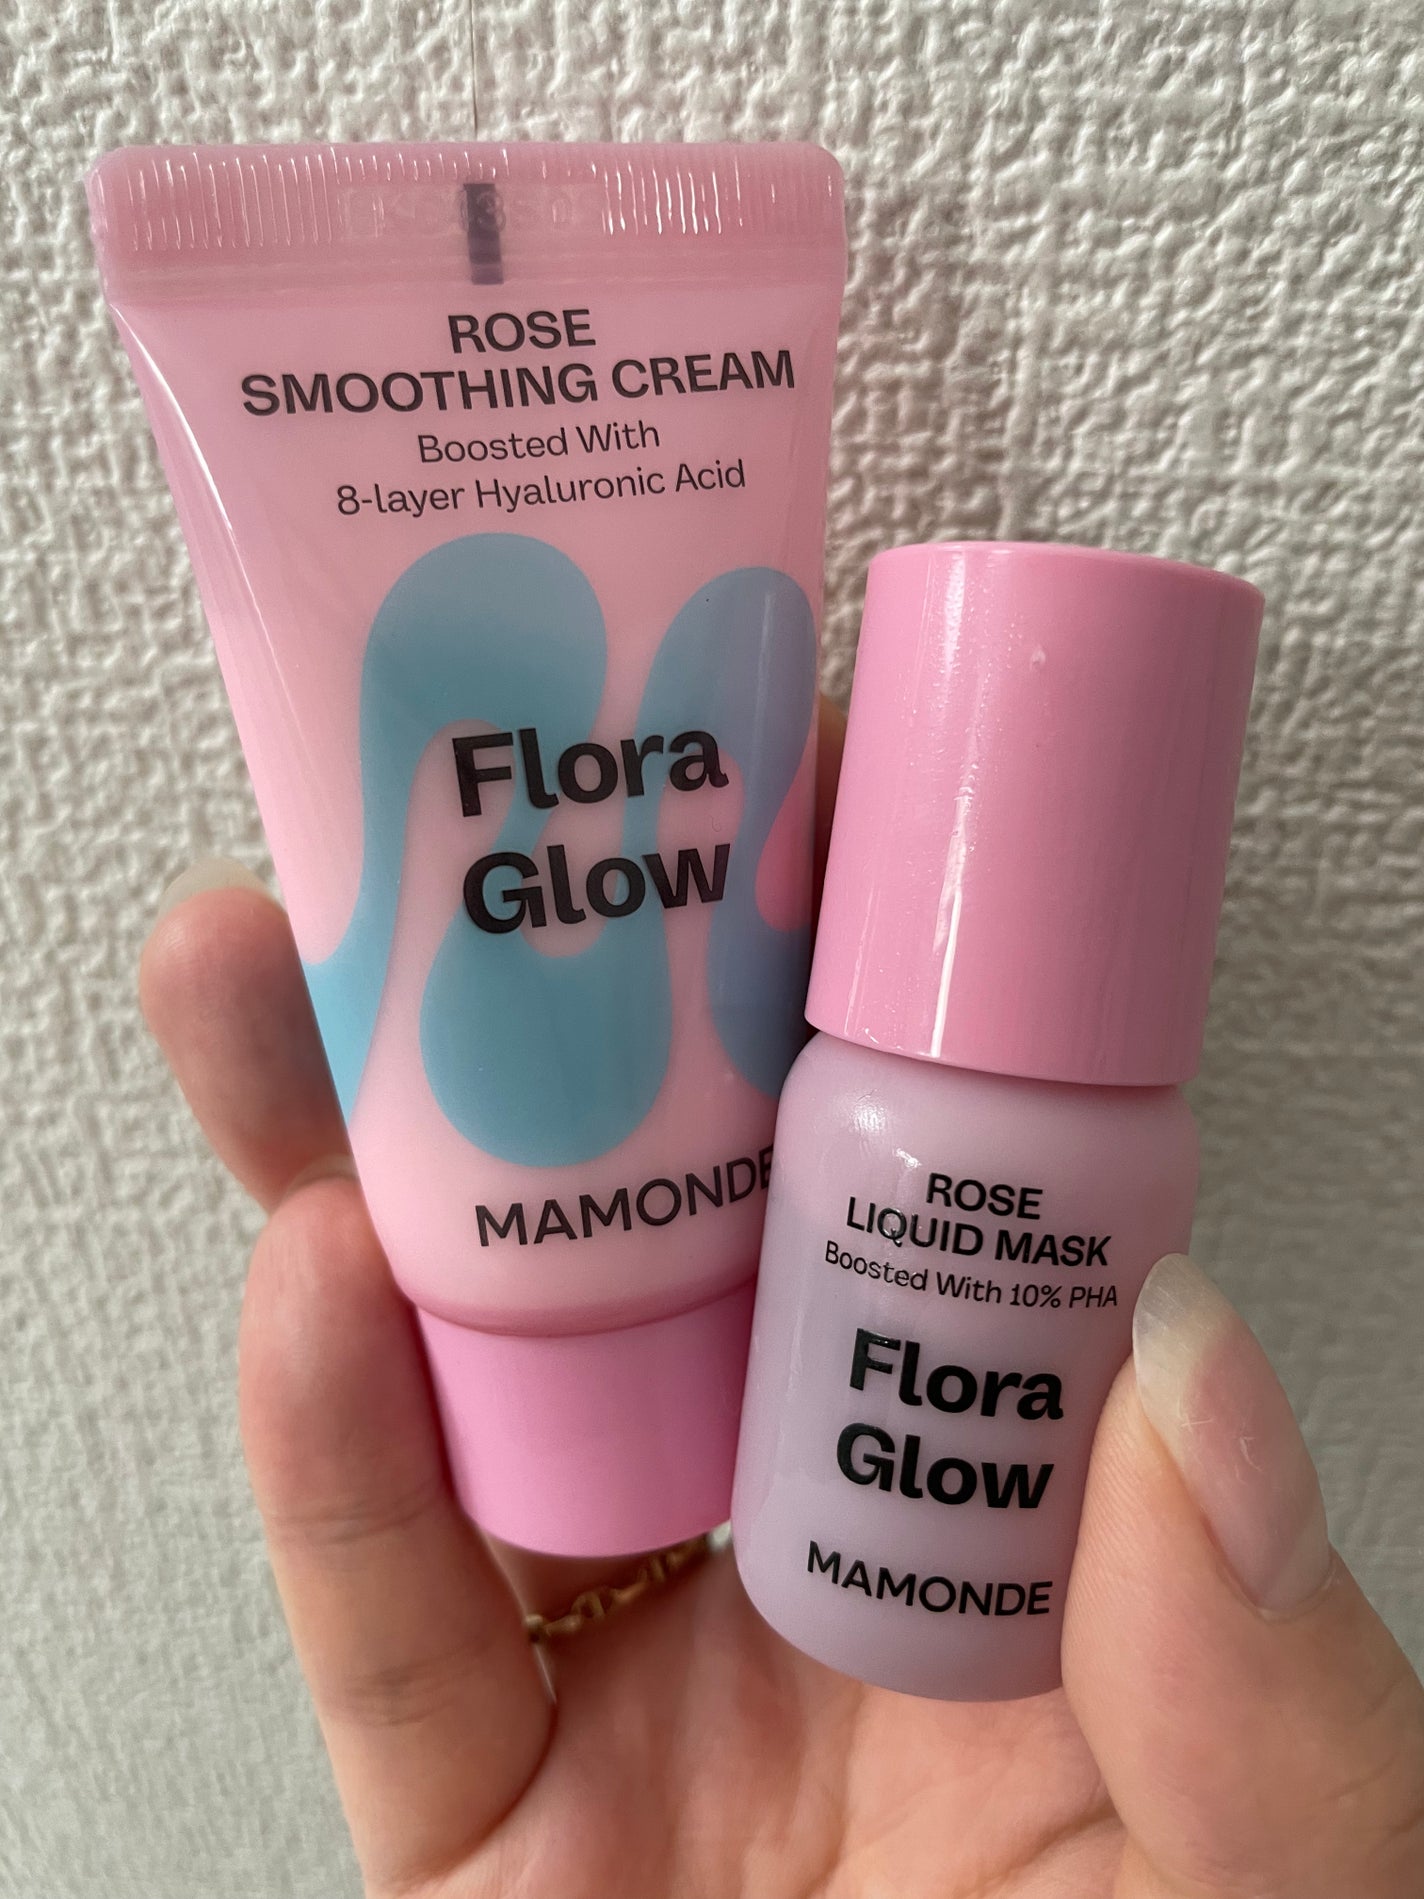 ROSE
SMOOTHING CREAM
Boosted With
8-layer Hyaluronic Acid
Flora
Glow
MAMONDE
ROSE
LIQUID MASK
Boosted With 10% PHA
Flora
Glow
MAMONDE